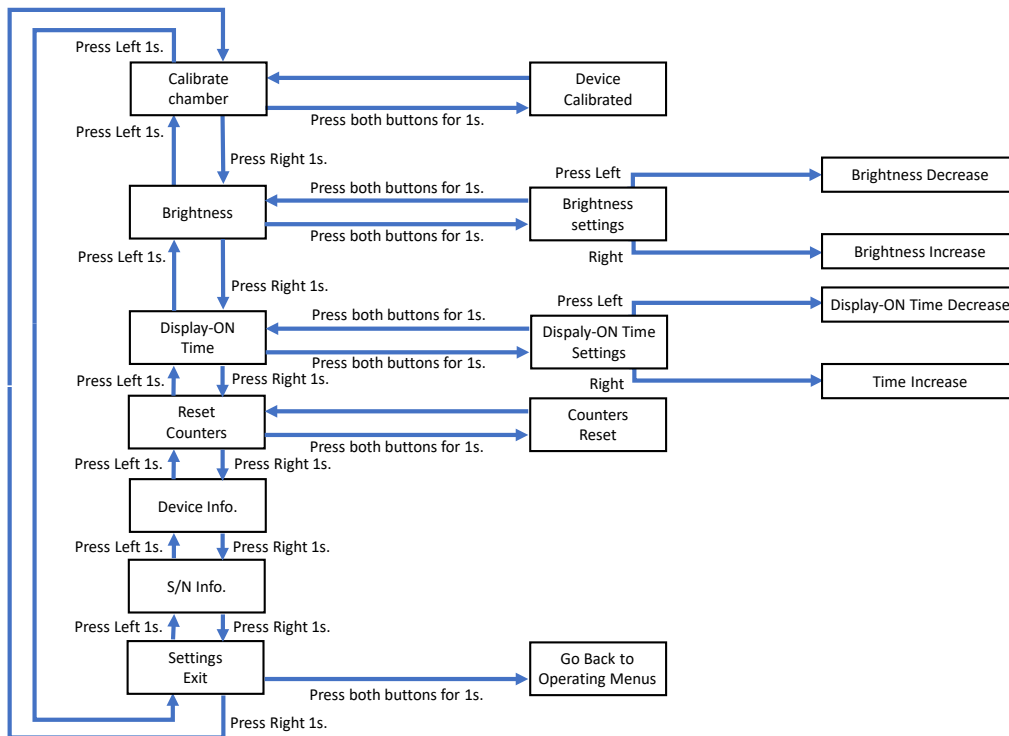 Press Left 1s.
Calibrate
chamber
Device
Calibrated
Press both buttons for 1s.
Press Left 1s.
Press Right 1s.
Press Left
Brightness Decrease
Press both buttons for 1s.
Brightness
Brightness
settings
Press both buttons for 1s.
Press Left 1s.
Right
Brightness Increase
Press Right 1s.
Press Left
Display-ON Time Decrease
Press both buttons for 1s.
Display-ON
Time
Dispaly-ON Time
Settings
Press both buttons for 1s.
Press Left 1s.
Press Right 1s.
Right
Time Increase
Reset
Counters
Counters
Reset
Press both buttons for 1s.
Press Left 1s.
Press Right 1s.
Device Info.
Press Left 1s.
Press Right 1s.
S/N Info.
Press Left 1s.
Press Right 1s.
Settings
Exit
Go Back to
Operating Menus
Press both buttons for 1s.
Press Right 1s.